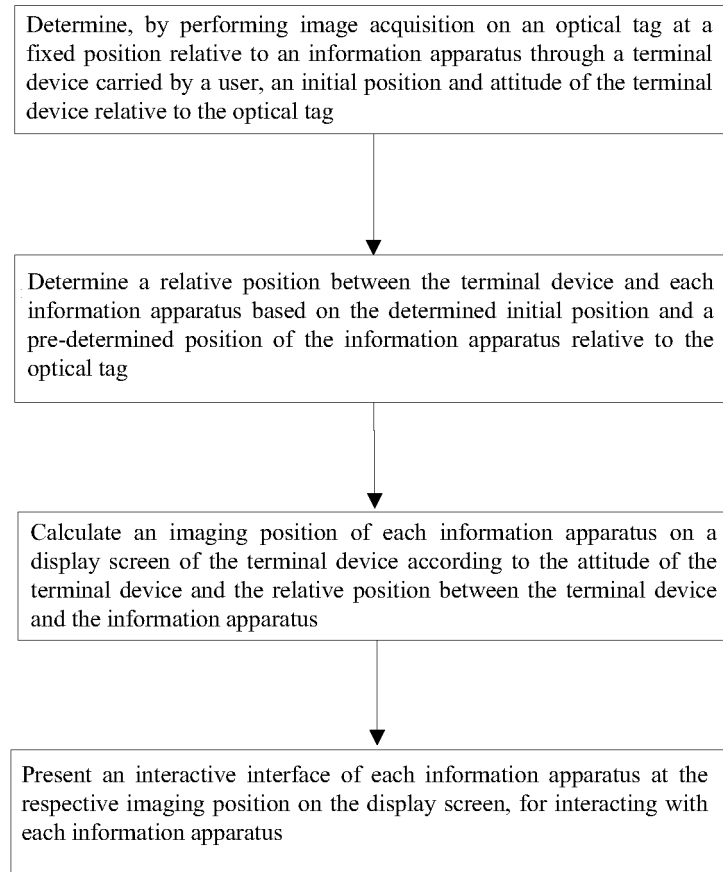 Determine, by performing image acquisition on an optical tag at a
fixed position relative to an information apparatus through a terminal
device carried by a user, an initial position and attitude of the terminal
device relative to the optical tag
Determine a relative position between the terminal device and each
information apparatus based on the determined initial position and a
pre-determined position of the information apparatus relative to the
optical tag
Calculate an imaging position of each information apparatus on a
display screen of the terminal device according to the attitude of the
terminal device and the relative position between the terminal device
and the information apparatus
Present an interactive interface of each information apparatus at the
respective imaging position on the display screen, for interacting with
each information apparatus